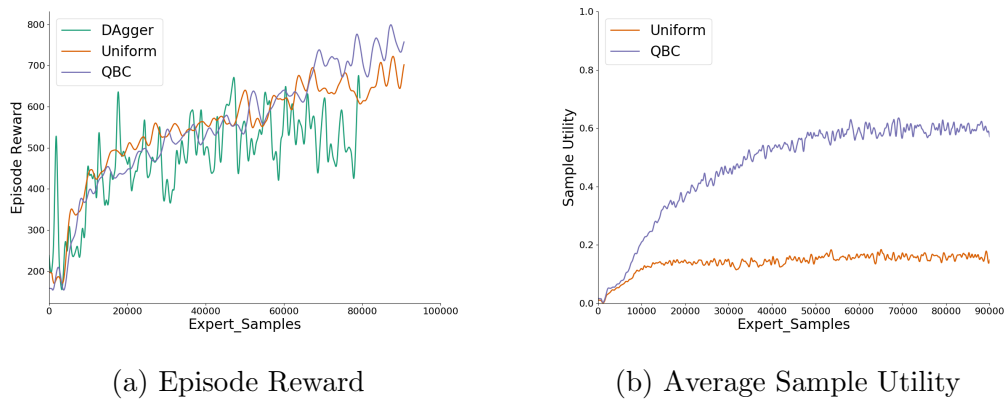 DAgger
Uniform
QBC
Episode Reward
800
700
600
500
400
300
200
0
20000
40000
60000
80000
100000
Expert_Samples
(a) Episode Reward
Uniform
QBC
Sample Utility
1.0
0.8
0.6
0.4
0.2
0.0
0
10000
20000
30000
40000
50000
60000
70000
80000
90000
Expert_Samples
(b) Average Sample Utility